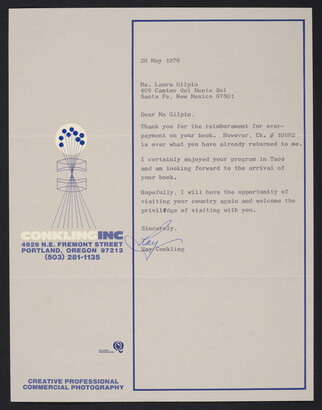 28 May 1978
Ms. Laura Gilpin
409 Camino del Monte Sol
Santa Fe, New Mexico 87501
Dear Ms Gilpin,
Thank you for the reimbursement for over-
payment on your book. However, Ck. # 10082
is over what you have already returned to me.
I certainly enjoyed your program in Taos
and am looking forward to the arrival of
your book.
Hopefully, I will have the opportunity of
visiting your country again and welcome the
privilege of visiting with you.
Sincerely,
Ray
Ray Conkling
CONKLING INC
4929 N.E. FREMONT STREET
PORTLAND, OREGON 97213
(503) 281-1135
CREATIVE PROFESSIONAL
COMMERCIAL PHOTOGRAPHY